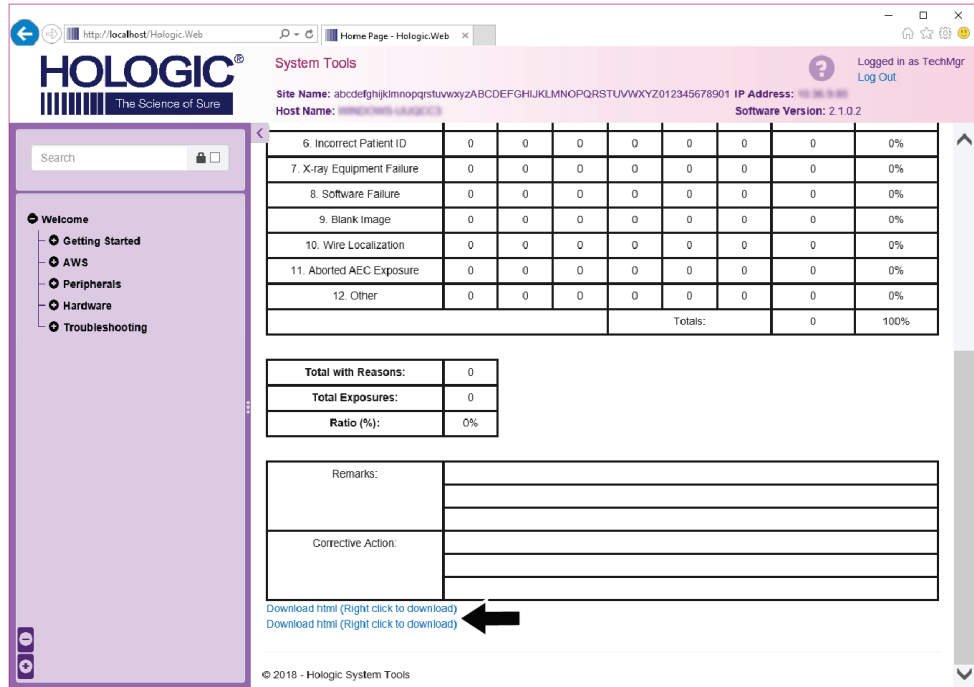 http://localhost/Hologic.Web
Home Page - Hologic.Web
HOLOGIC®
The Science of Sure
System Tools
Logged in as TechMgr
Log Out
Site Name: abcdefghijklmnopqrstuvwxyzABCDEFGHIJKLMNOPQRSTUVWXYZ012345678901 IP Address:
Host Name:
Software Version: 2.1.0.2
Search
Welcome
Getting Started
AWS
Peripherals
Hardware
Troubleshooting
6. Incorrect Patient ID 0 0 0 0 0 0 0 0%
7. X-ray Equipment Failure 0 0 0 0 0 0 0 0%
8. Software Failure 0 0 0 0 0 0 0 0%
9. Blank Image 0 0 0 0 0 0 0 0%
10. Wire Localization 0 0 0 0 0 0 0 0%
11. Aborted AEC Exposure 0 0 0 0 0 0 0 0%
12. Other 0 0 0 0 0 0 0 0%
Totals: 0 100%
Total with Reasons: 0
Total Exposures: 0
Ratio (%): 0%
Remarks:
Corrective Action:
Download html (Right click to download)
Download html (Right click to download)
© 2018 - Hologic System Tools